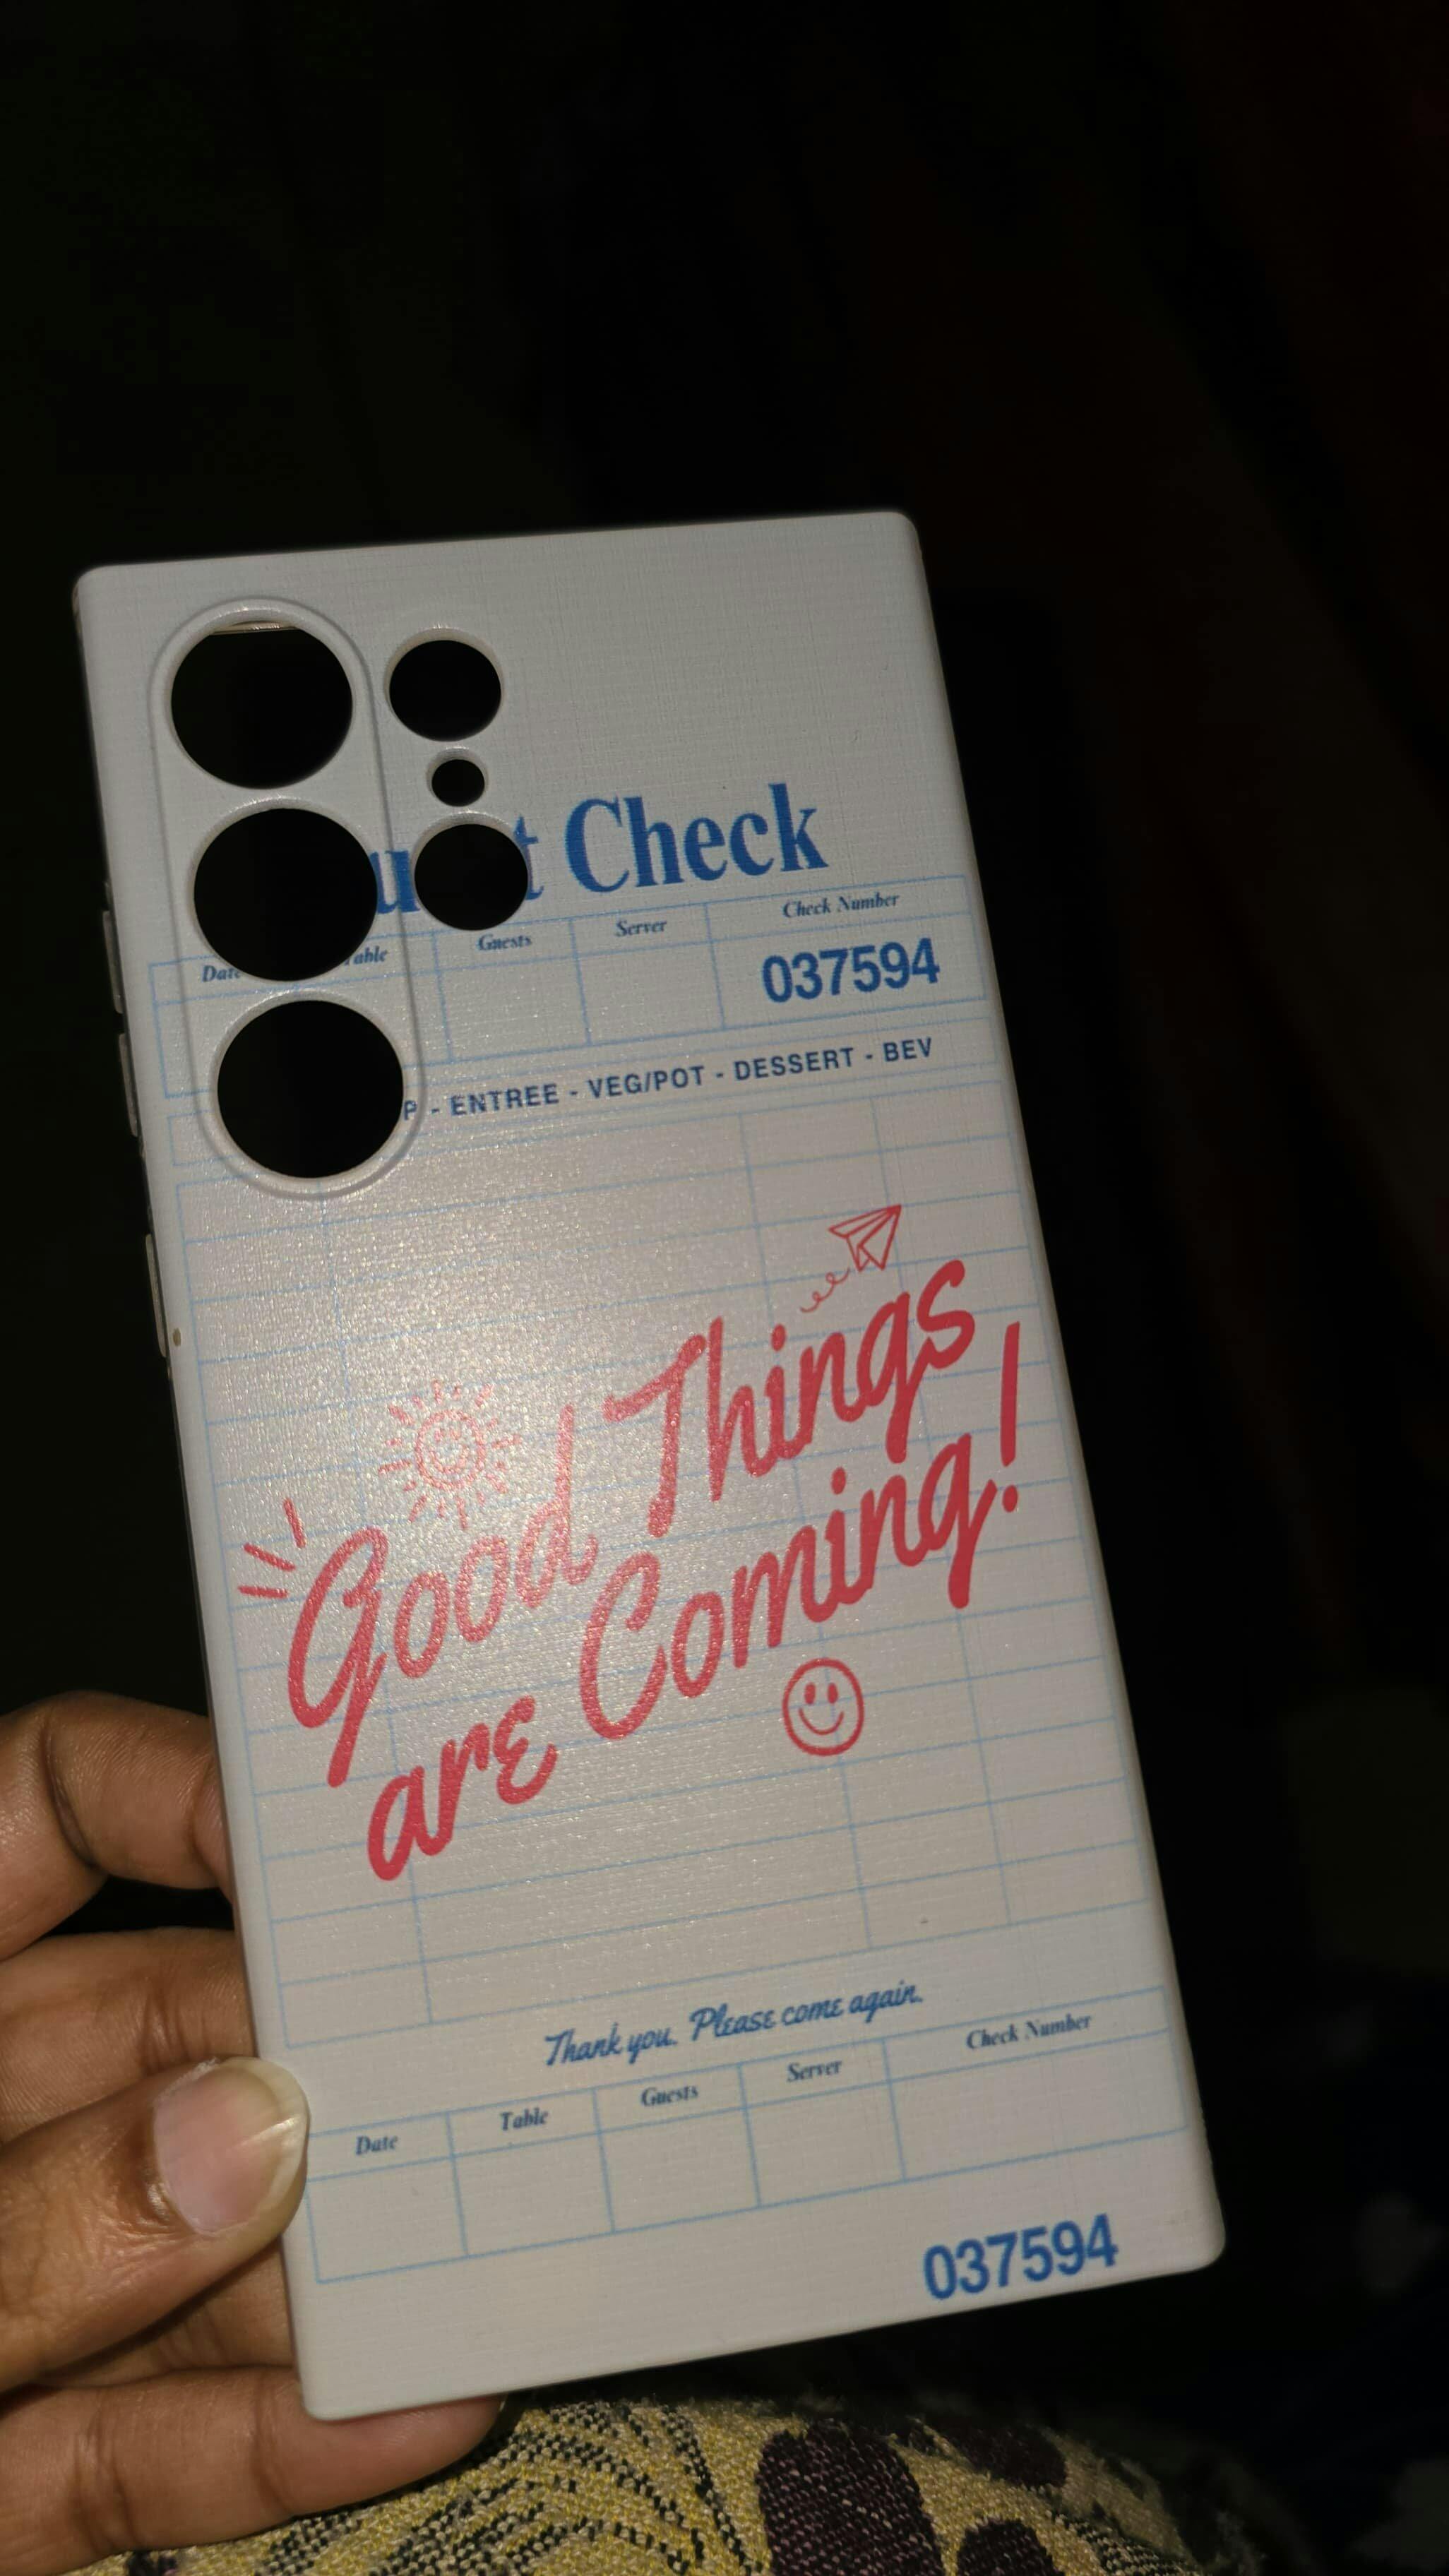 Check
Date Guests Server Check Number
037594
- ENTREE - VEG/POT - DESSERT - BEV
Good Things
are Coming!
Thank you. Please come again.
Date Table Guests Server Check Number
037594